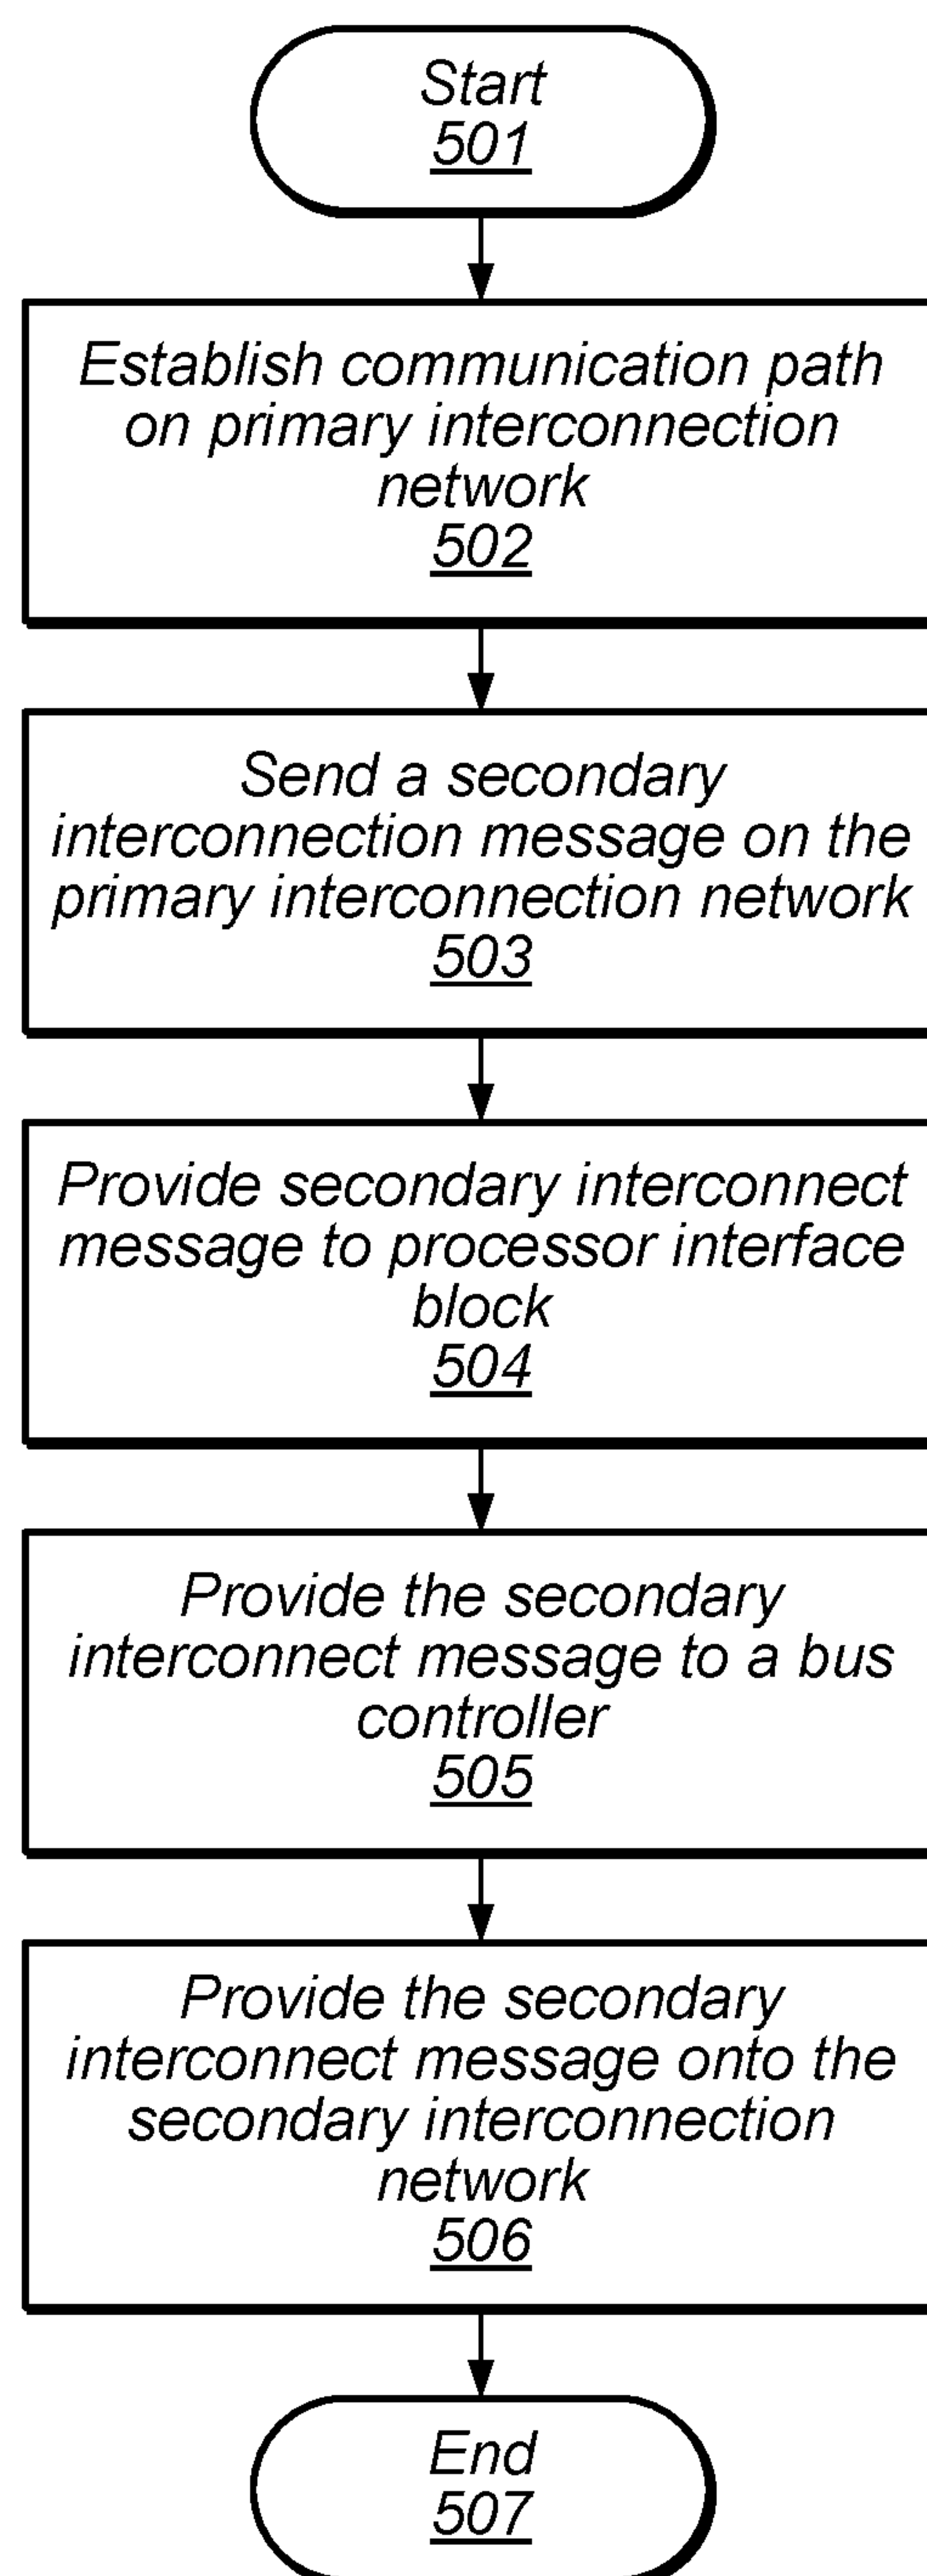 Start
501
Establish communication path
on primary interconnection
network
502
Send a secondary
interconnection message on the
primary interconnection network
503
Provide secondary interconnect
message to processor interface
block
504
Provide the secondary
interconnect message to a bus
controller
505
Provide the secondary
interconnect message onto the
secondary interconnection
network
506
End
507